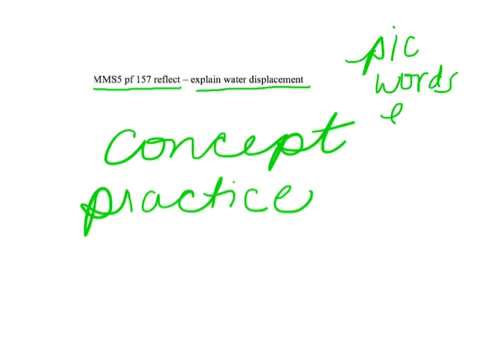 MMS5 pf 157 reflect – explain water displacement
pic
words
e
concept
practice